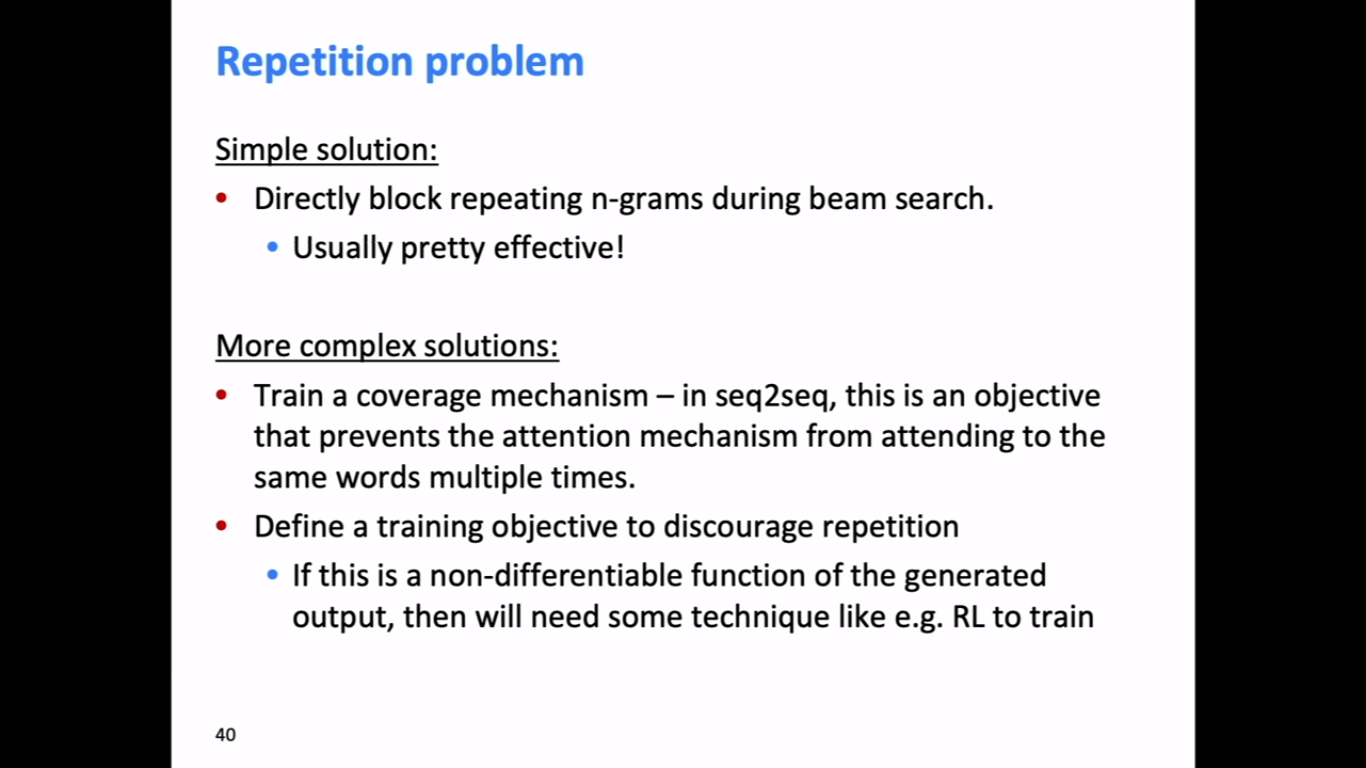 Repetition problem
Simple solution:
• Directly block repeating n-grams during beam search.
• Usually pretty effective!
More complex solutions:
• Train a coverage mechanism – in seq2seq, this is an objective
that prevents the attention mechanism from attending to the
same words multiple times.
• Define a training objective to discourage repetition
• If this is a non-differentiable function of the generated
output, then will need some technique like e.g. RL to train
40